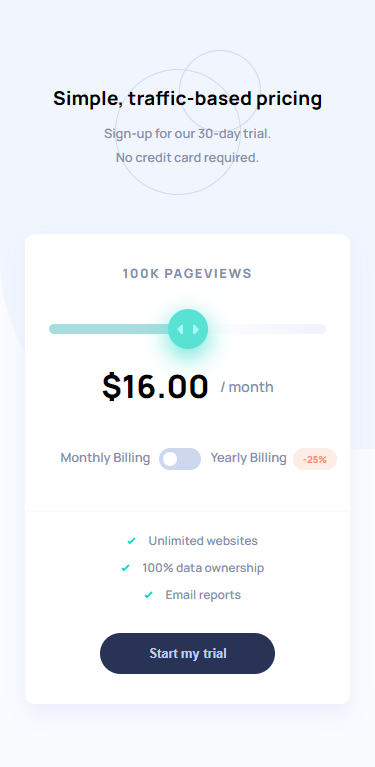 Simple, traffic-based pricing
Sign-up for our 30-day trial.
No credit card required.
100K PAGEVIEWS
$16.00 / month
Monthly Billing Yearly Billing -25%
Unlimited websites
100% data ownership
Email reports
Start my trial